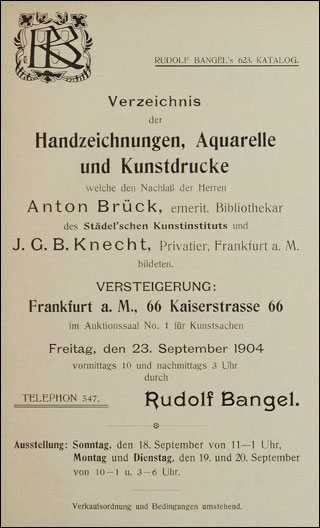 RB
RUDOLF BANGEL's 623. KATALOG.
Verzeichnis
der
Handzeichnungen, Aquarelle
und Kunstdrucke
welche den Nachlaß der Herren
Anton Brück, emerit. Bibliothekar
des Städel'schen Kunstinstituts und
J. G. B. Knecht, Privatier, Frankfurt a. M.
bildeten.
VERSTEIGERUNG:
Frankfurt a. M., 66 Kaiserstrasse 66
im Auktionssaal No. 1 für Kunstsachen
Freitag, den 23. September 1904
vormittags 10 und nachmittags 3 Uhr
durch
TELEPHON 547. Rudolf Bangel.
Ausstellung: Sonntag, den 18. September von 11—1 Uhr,
Montag und Dienstag, den 19. und 20. September
von 10—1 u. 3—6 Uhr.
Verkaufsordnung und Bedingungen umstehend.